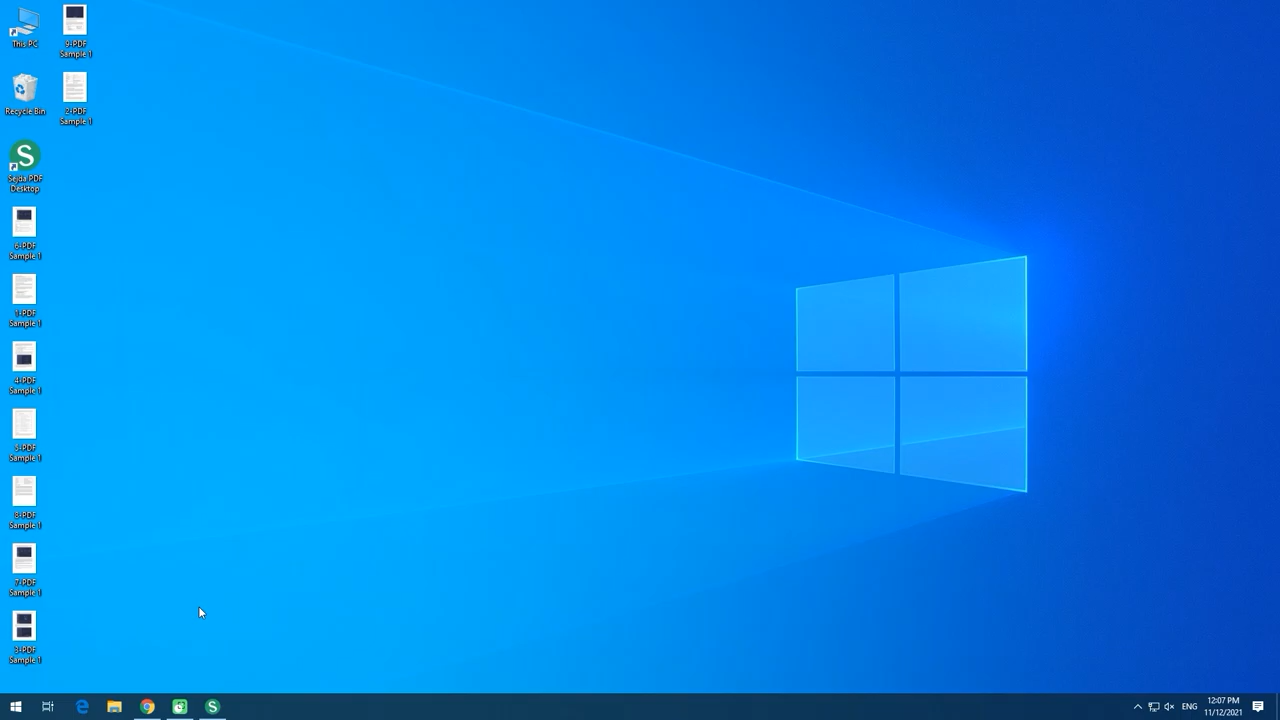 This PC
Recycle Bin
S
Sejda PDF
Desktop
6-PDF
Sample 1
1-PDF
Sample 1
4-PDF
Sample 1
5-PDF
Sample 1
8-PDF
Sample 1
7-PDF
Sample 1
3-PDF
Sample 1
9-PDF
Sample 1
2-PDF
Sample 1
S
ENG
12:07 PM
11/12/2021